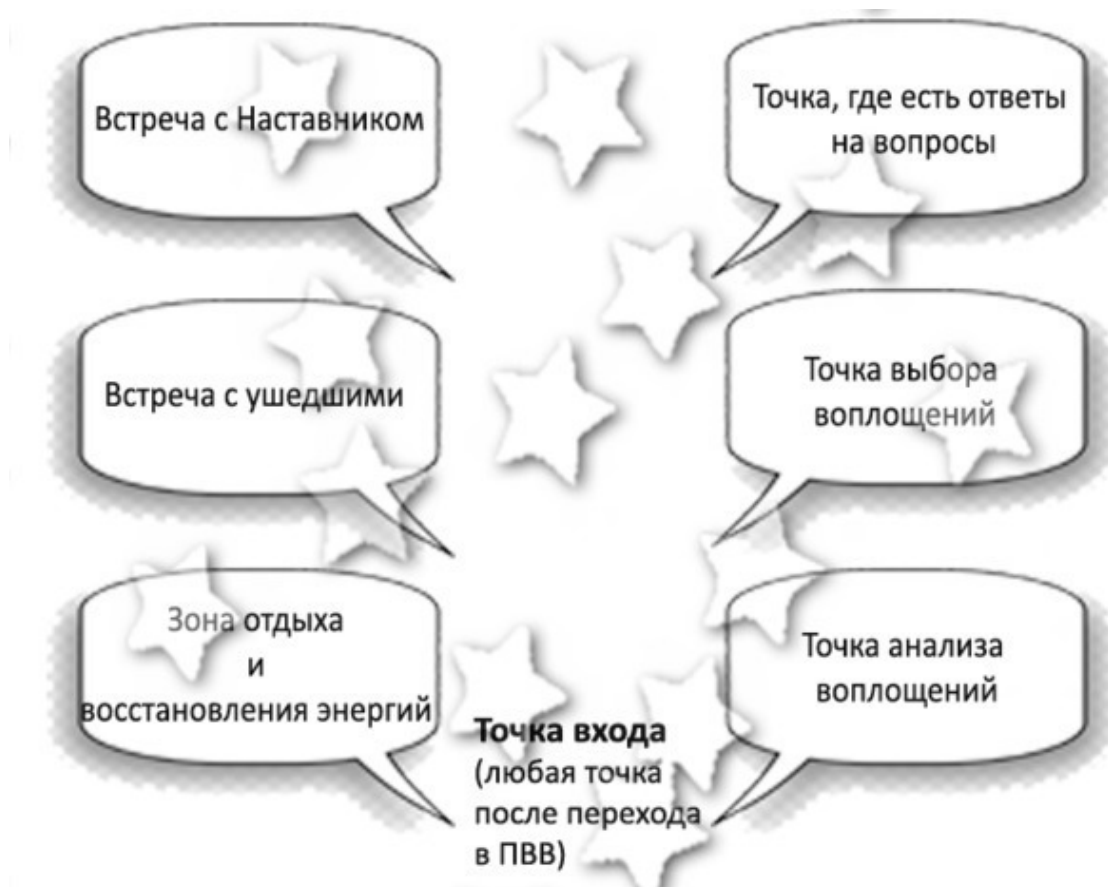 Встреча с Наставником
Точка, где есть ответы
на вопросы
Встреча с ушедшими
Точка выбора
воплощений
Зона отдыха
и
восстановления энергий
Точка анализа
воплощений
Точка входа
(любая точка
после перехода
в ПВВ)